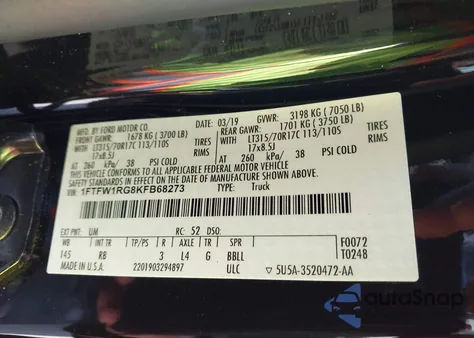 MFD. BY FORD MOTOR CO.
DATE: 03/19 GVWR: 3198 KG (7050 LB)
FRONT GAWR: 1678 KG (3700 LB) REAR GAWR: 1701 KG (3750 LB)
LT315/70R17C 113/110S TIRES LT315/70R17C 113/110S TIRES
17x8.5J RIMS 17x8.5J RIMS
AT 260 kPa/ 38 PSI COLD AT 260 kPa/ 38 PSI COLD
THIS VEHICLE CONFORMS TO ALL APPLICABLE FEDERAL MOTOR VEHICLE
SAFETY STANDARDS IN EFFECT ON THE DATE OF MANUFACTURE SHOWN ABOVE.
VIN: 1FTFW1RG8KFB68273 TYPE: Truck
EXT PNT: UM RC: 52 DSO:
WB TP/PS R AXLE TR SPR F0072
145 RB 3 L4 G BBLL T0248
MADE IN U.S.A. 2201903294897 ULC 5U5A-3520472-AA
autoSnap